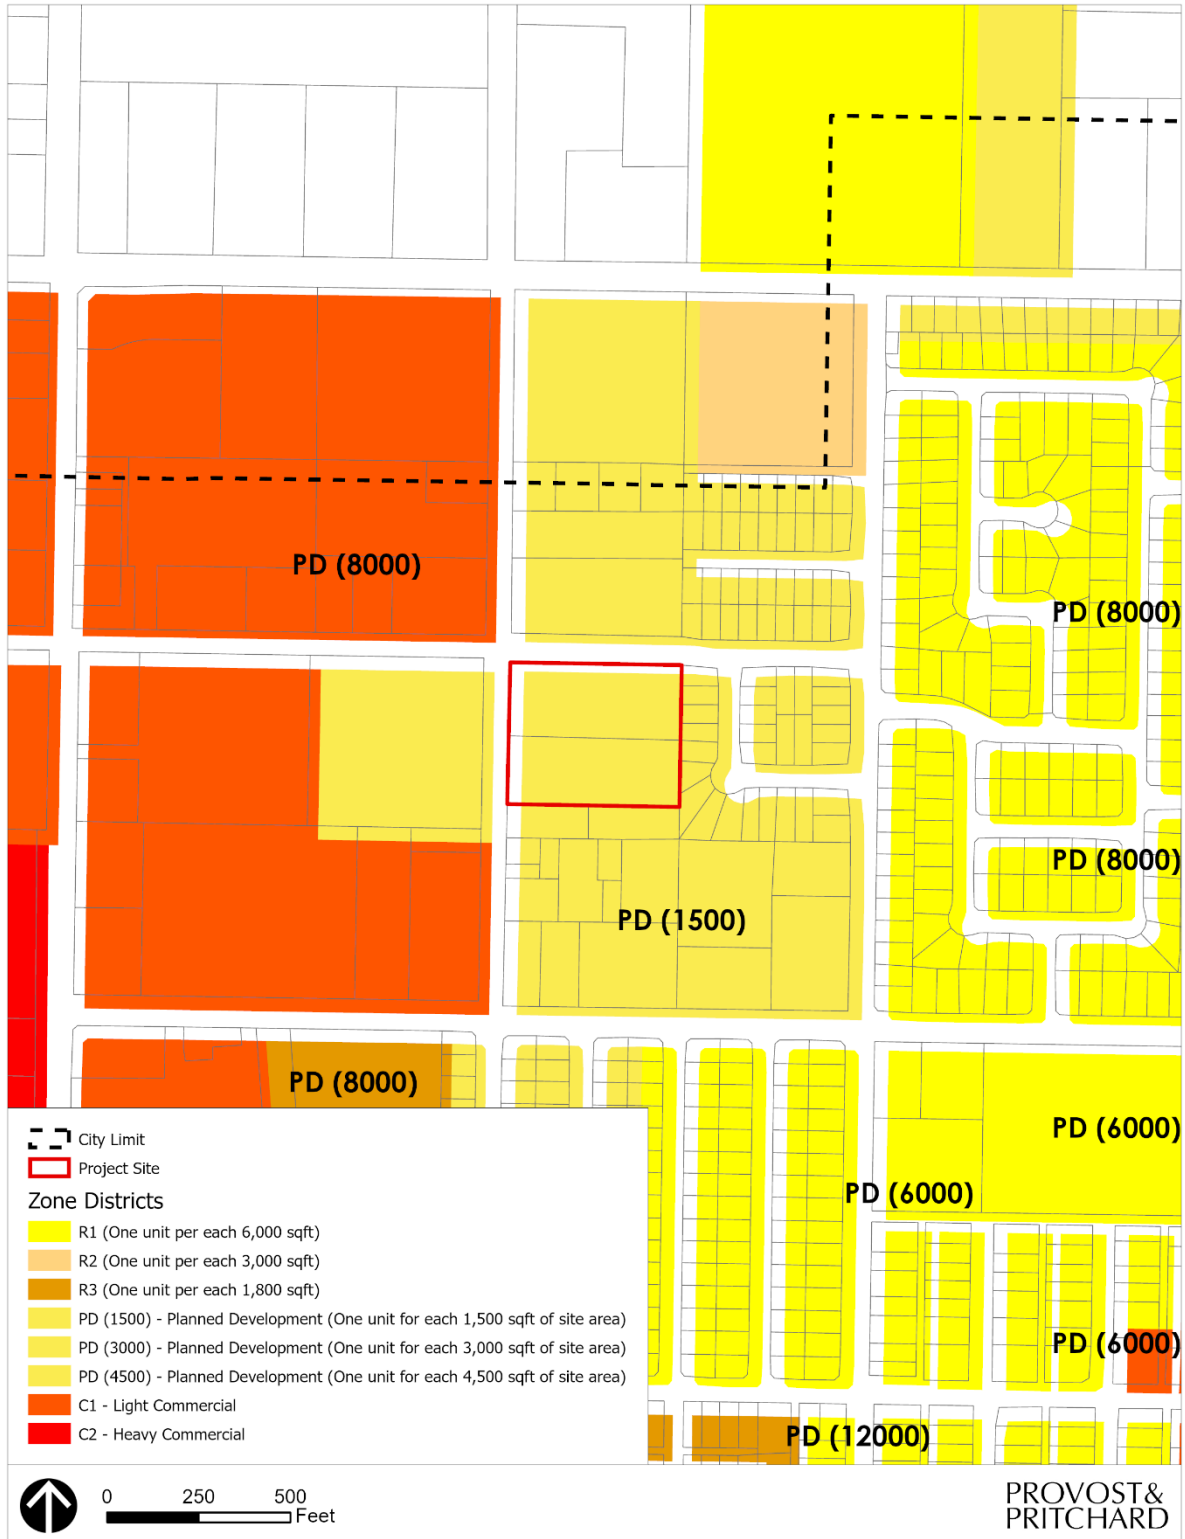 PD (8000)
PD (8000)
PD (8000)
PD (1500)
PD (8000)
PD (6000)
PD (6000)
PD (6000)
PD (12000)
City Limit
Project Site
Zone Districts
R1 (One unit per each 6,000 sqft)
R2 (One unit per each 3,000 sqft)
R3 (One unit per each 1,800 sqft)
PD (1500) - Planned Development (One unit for each 1,500 sqft of site area)
PD (3000) - Planned Development (One unit for each 3,000 sqft of site area)
PD (4500) - Planned Development (One unit for each 4,500 sqft of site area)
C1 - Light Commercial
C2 - Heavy Commercial
0 250 500
Feet
PROVOST&
PRITCHARD